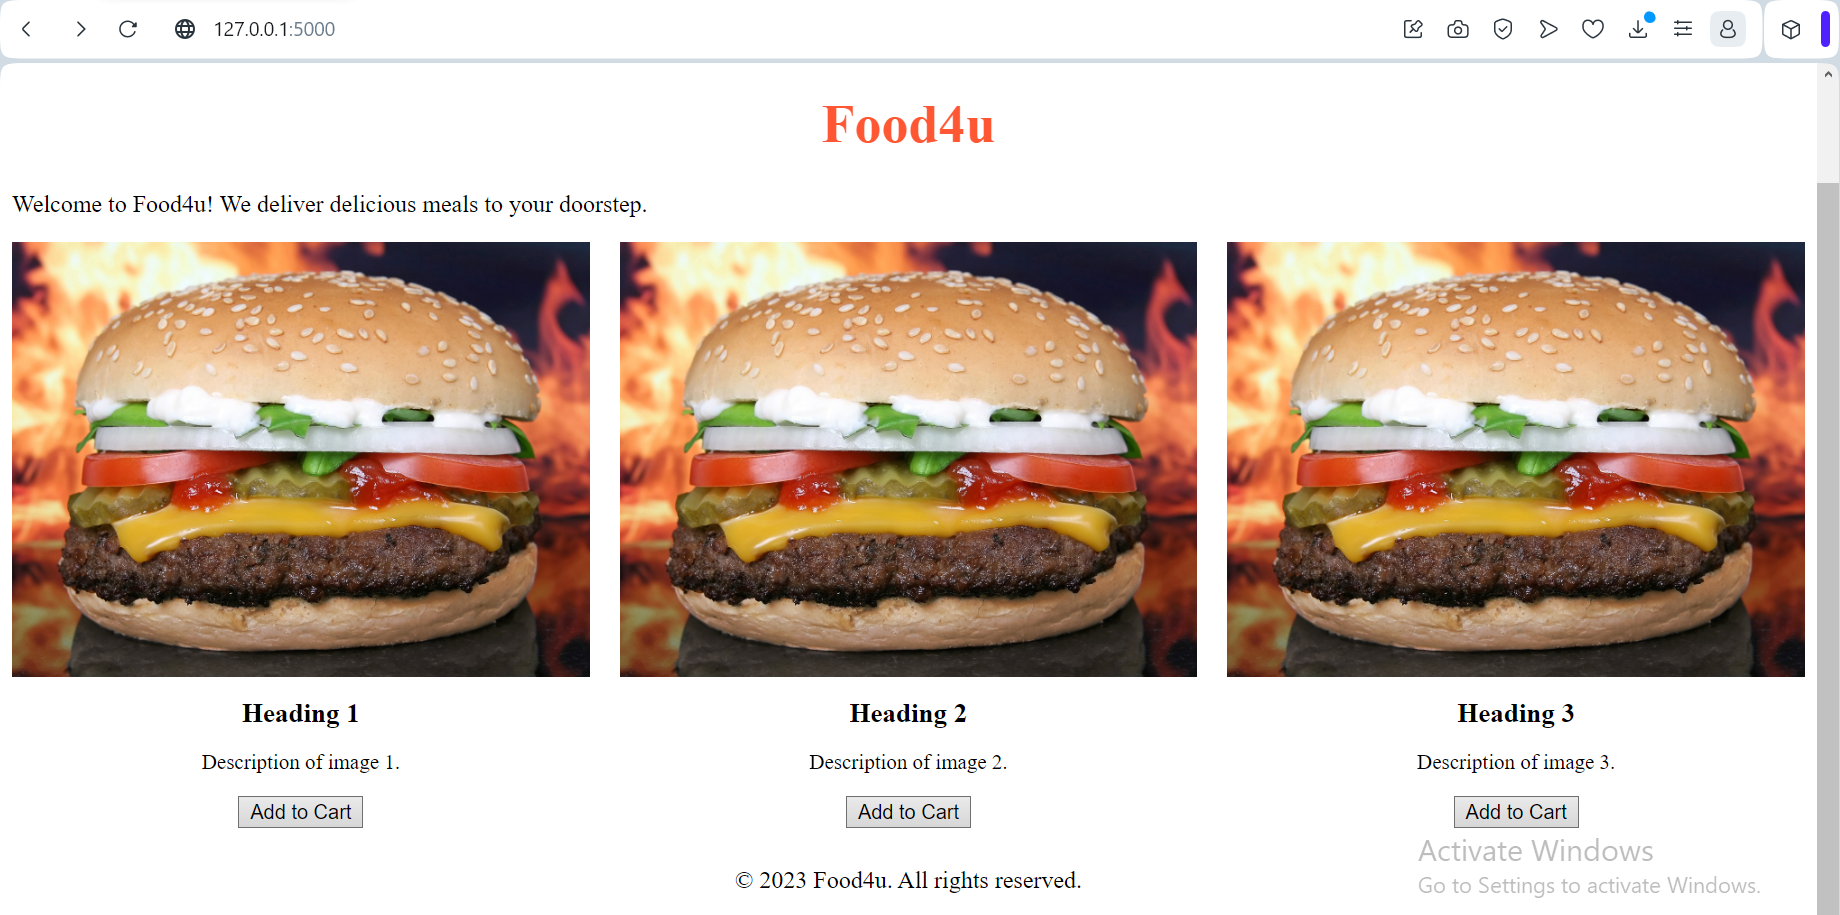 127.0.0.1:5000
Food4u
Welcome to Food4u! We deliver delicious meals to your doorstep.
Heading 1
Description of image 1.
Add to Cart
Heading 2
Description of image 2.
Add to Cart
Heading 3
Description of image 3.
Add to Cart
Activate Windows
Go to Settings to activate Windows.
© 2023 Food4u. All rights reserved.